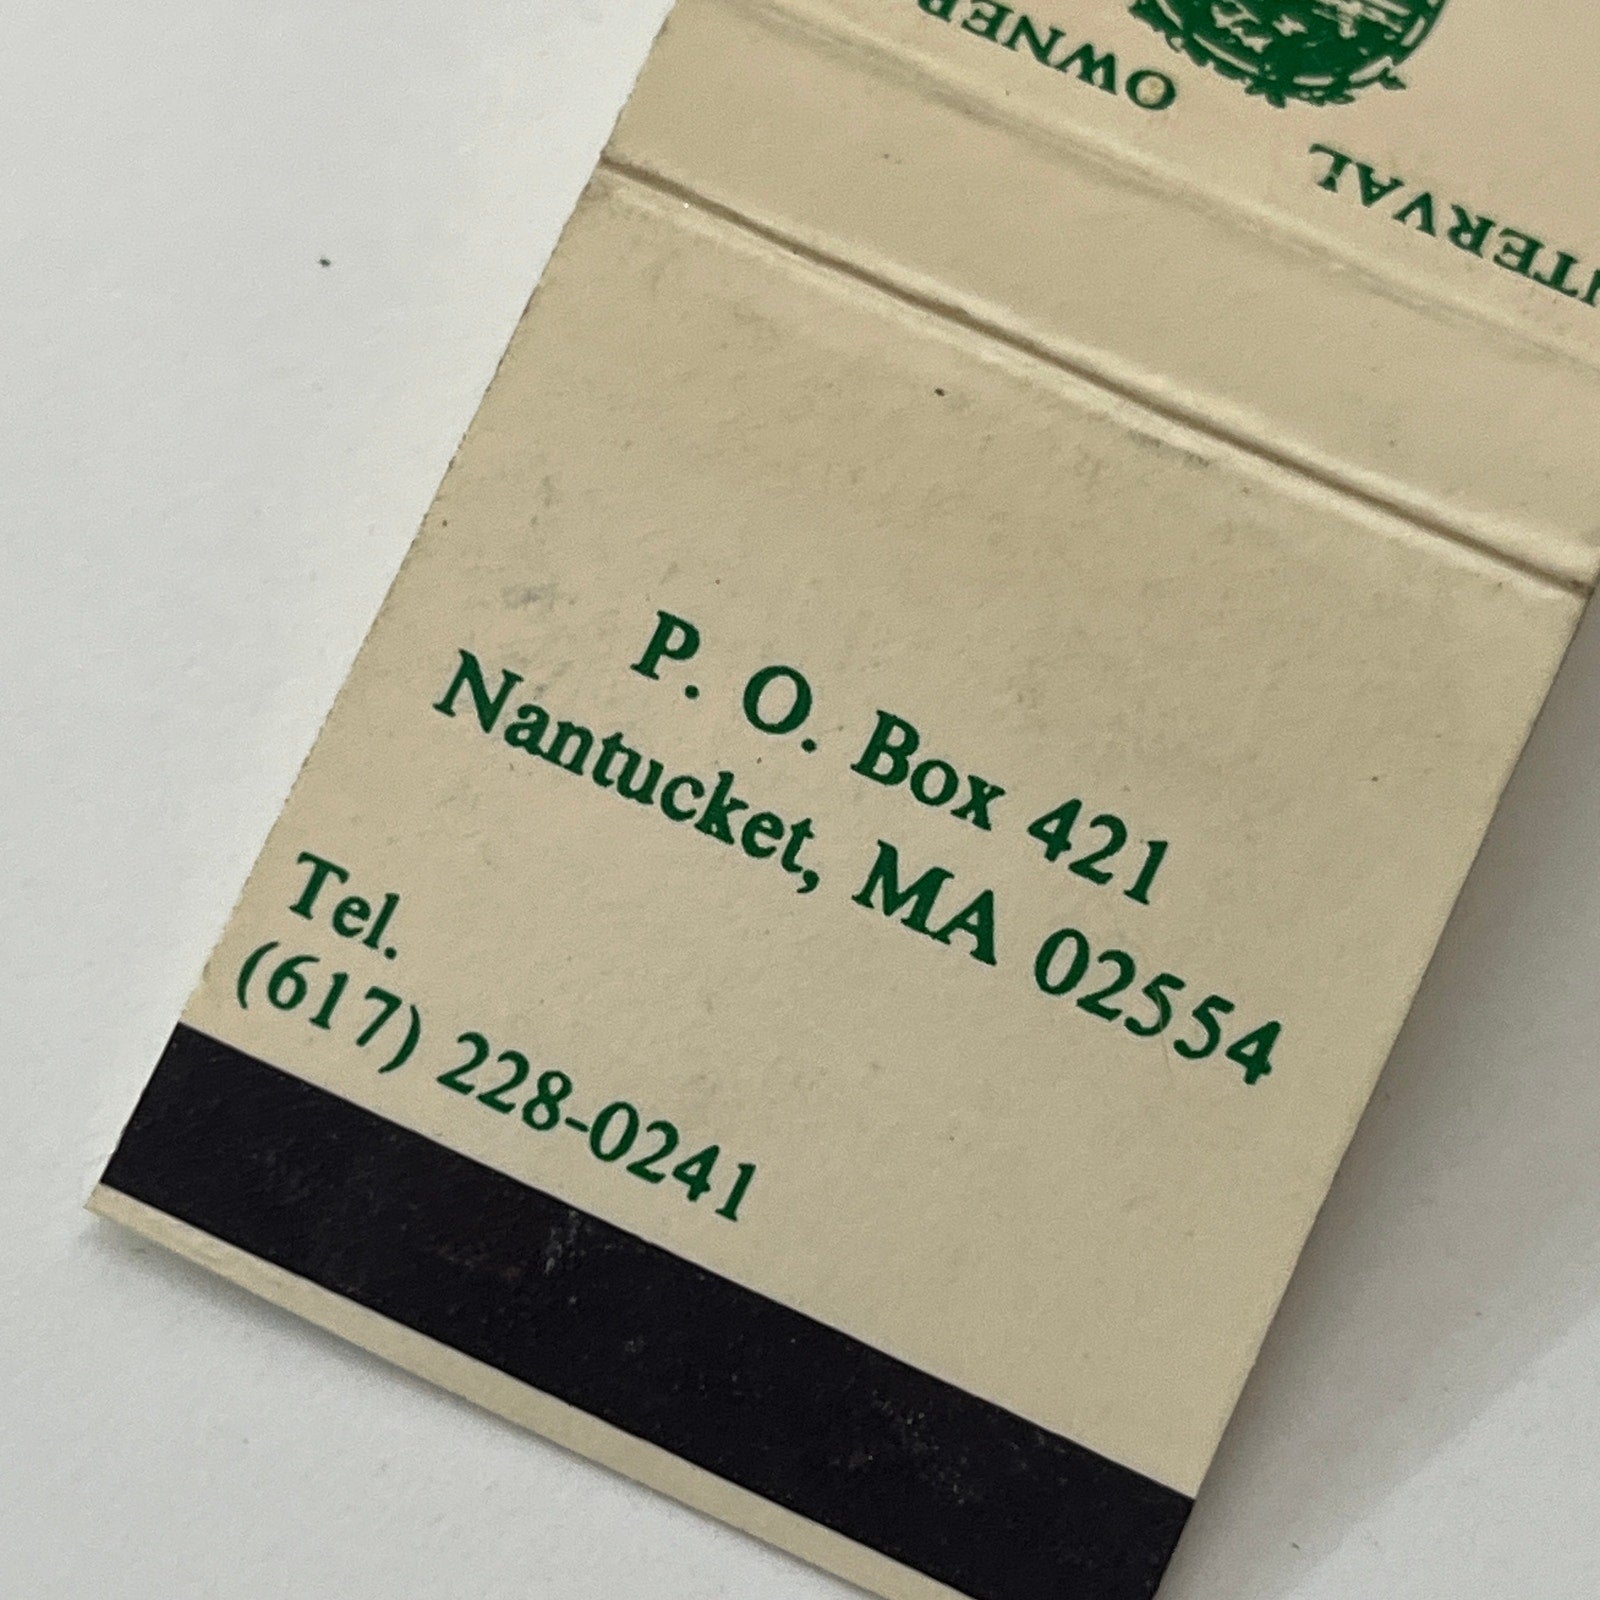 OWNER
TERVAL
P. O. Box 421
Nantucket, MA 02554
Tel.
(617) 228-0241